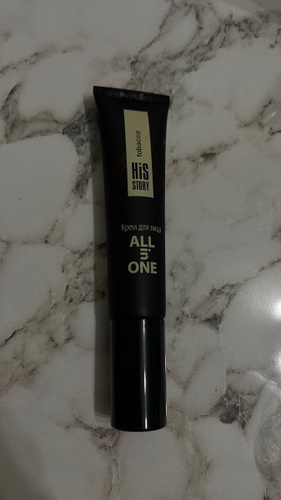 tobacco
HiS
STORY
Крем для лица
ALL
in
ONE